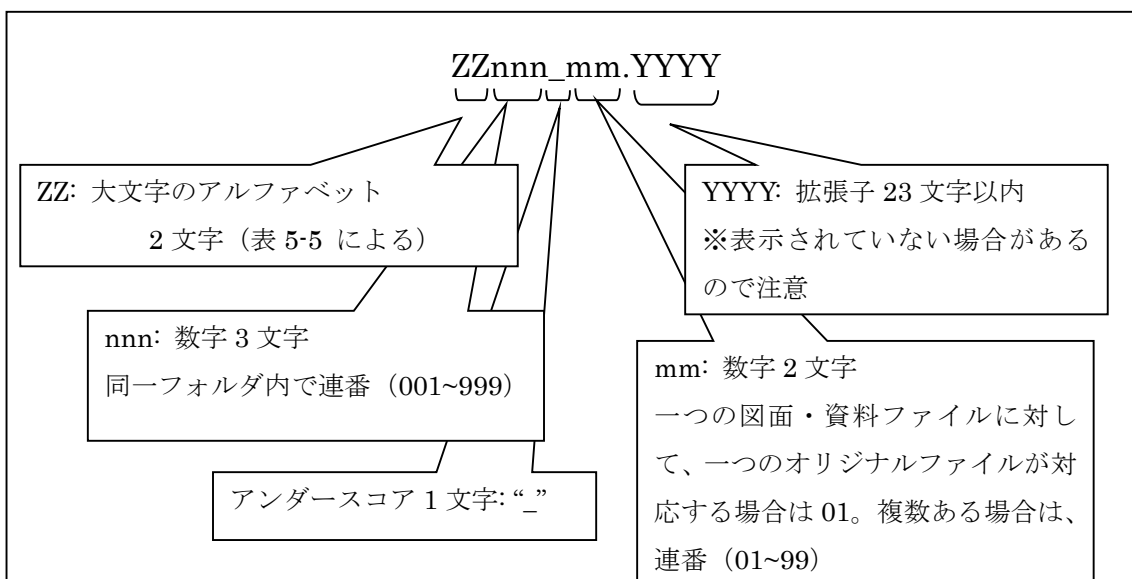 ZZnnn_mm.YYYY
ZZ: 大文字のアルファベット
2 文字（表 5-5 による）
YYYY: 拡張子 23 文字以内
※表示されていない場合がある
ので注意
nnn: 数字 3 文字
同一フォルダ内で連番（001~999）
mm: 数字 2 文字
一つの図面・資料ファイルに対し
て、一つのオリジナルファイルが対
応する場合は 01。複数ある場合は、
連番（01~99）
アンダースコア 1 文字: “_”